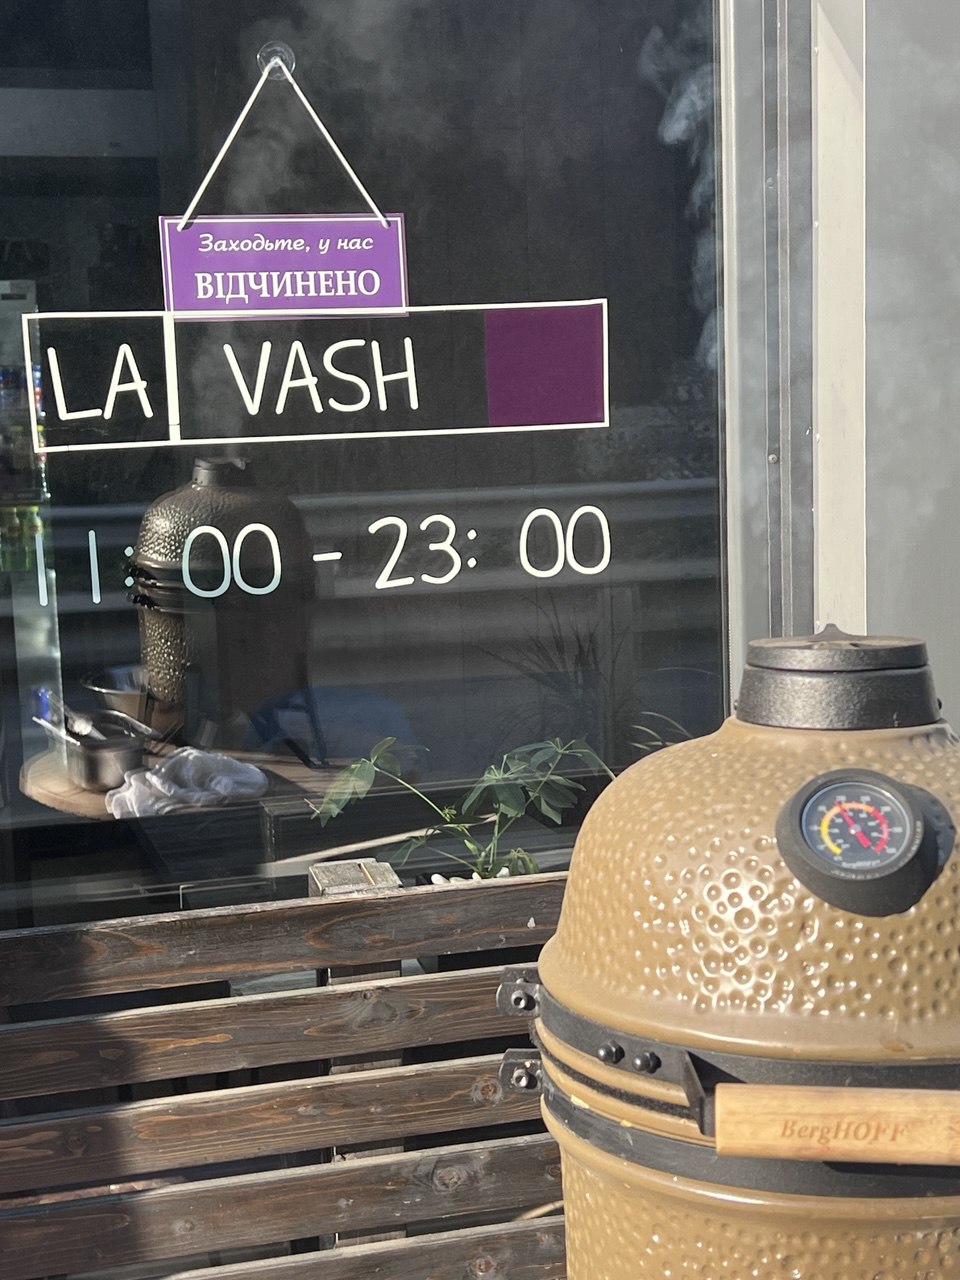 Заходьте, у нас
ВІДЧИНЕНО
LA VASH
11: 00 - 23: 00
BergHOFF